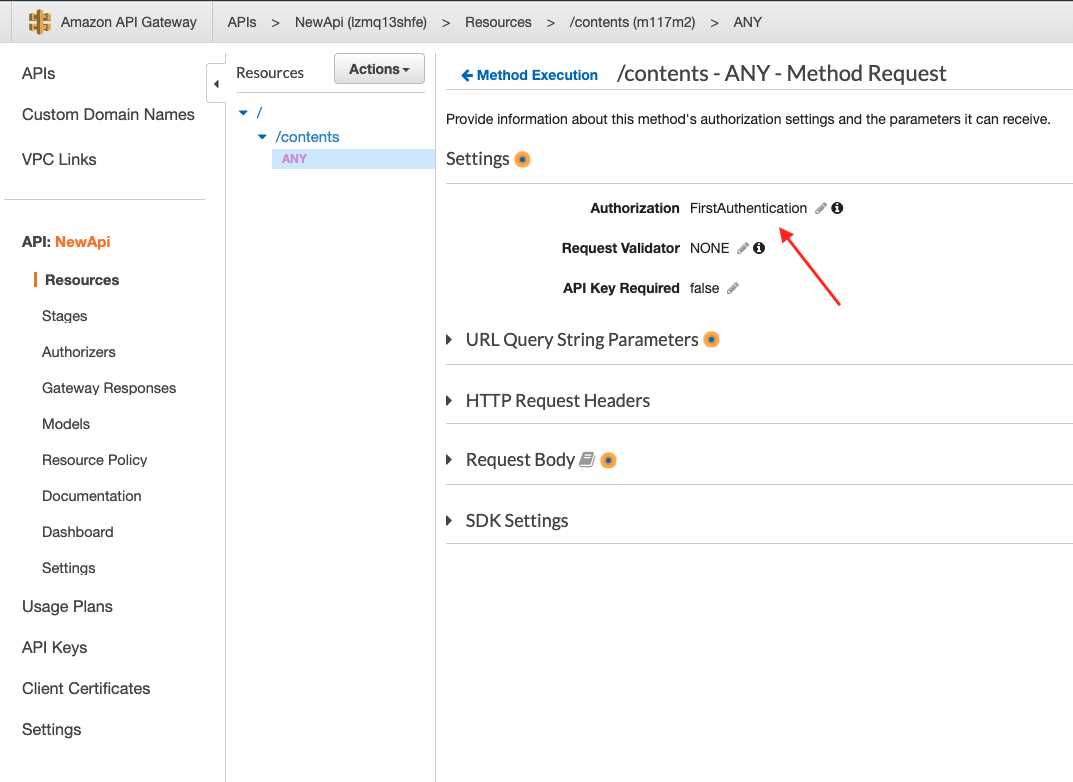 Amazon API Gateway
APIs > NewApi (lzmq13shfe) > Resources > /contents (m117m2) > ANY
APIs
Custom Domain Names
VPC Links
API: NewApi
Resources
Stages
Authorizers
Gateway Responses
Models
Resource Policy
Documentation
Dashboard
Settings
Usage Plans
API Keys
Client Certificates
Settings
Resources
Actions
/
/contents
ANY
Method Execution
/contents - ANY - Method Request
Provide information about this method's authorization settings and the parameters it can receive.
Settings
Authorization FirstAuthentication
Request Validator NONE
API Key Required false
URL Query String Parameters
HTTP Request Headers
Request Body
SDK Settings